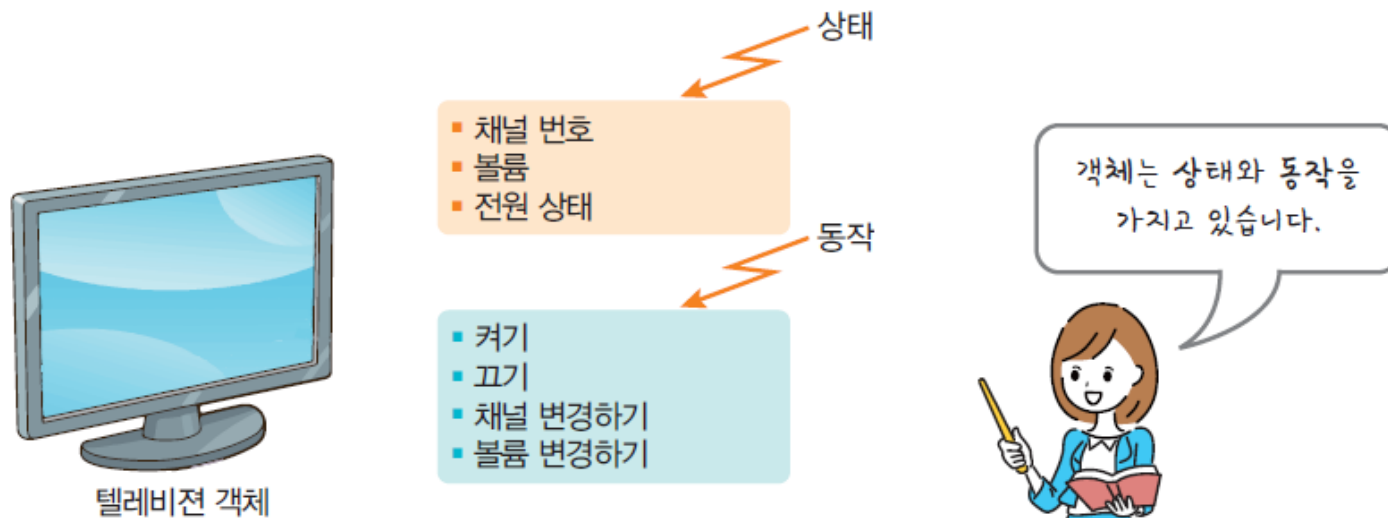 상태
■ 채널 번호
■ 볼륨
■ 전원 상태
동작
■ 켜기
■ 끄기
■ 채널 변경하기
■ 볼륨 변경하기
텔레비젼 객체
객체는 상태와 동작을
가지고 있습니다.